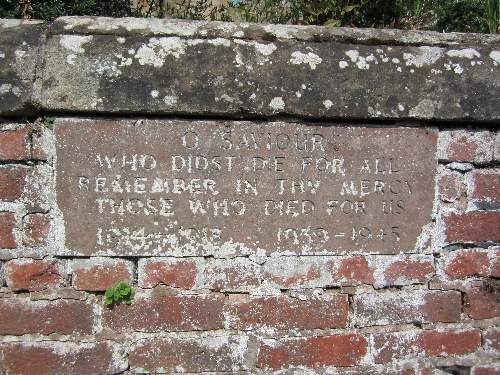 O SAVIOUR
WHO DIDST DIE FOR ALL
REMEMBER IN THY MERCY
THOSE WHO DIED FOR US
1914-1918 1939-1945